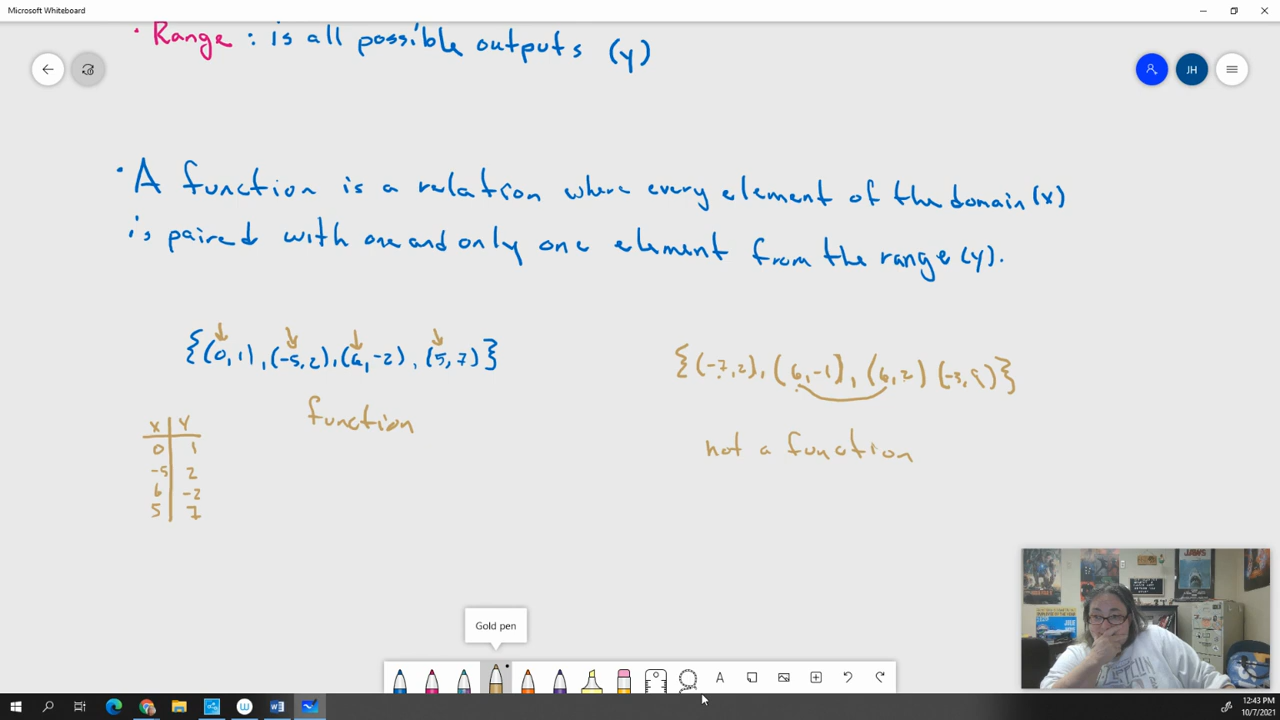 Microsoft Whiteboard
• Range : is all possible outputs (y)
JH
• A function is a relation where every element of the domain (x)
is paired with one and only one element from the range (y).
{(0,1),(-5,2),(6,-2),(5,7)}
{(-7,2),(6,-1),(6,2)(-3,9)}
function
not a function
x y
0 1
-5 2
6 -2
5 7
JAWS
Gold pen
A
12:43 PM
10/7/2021